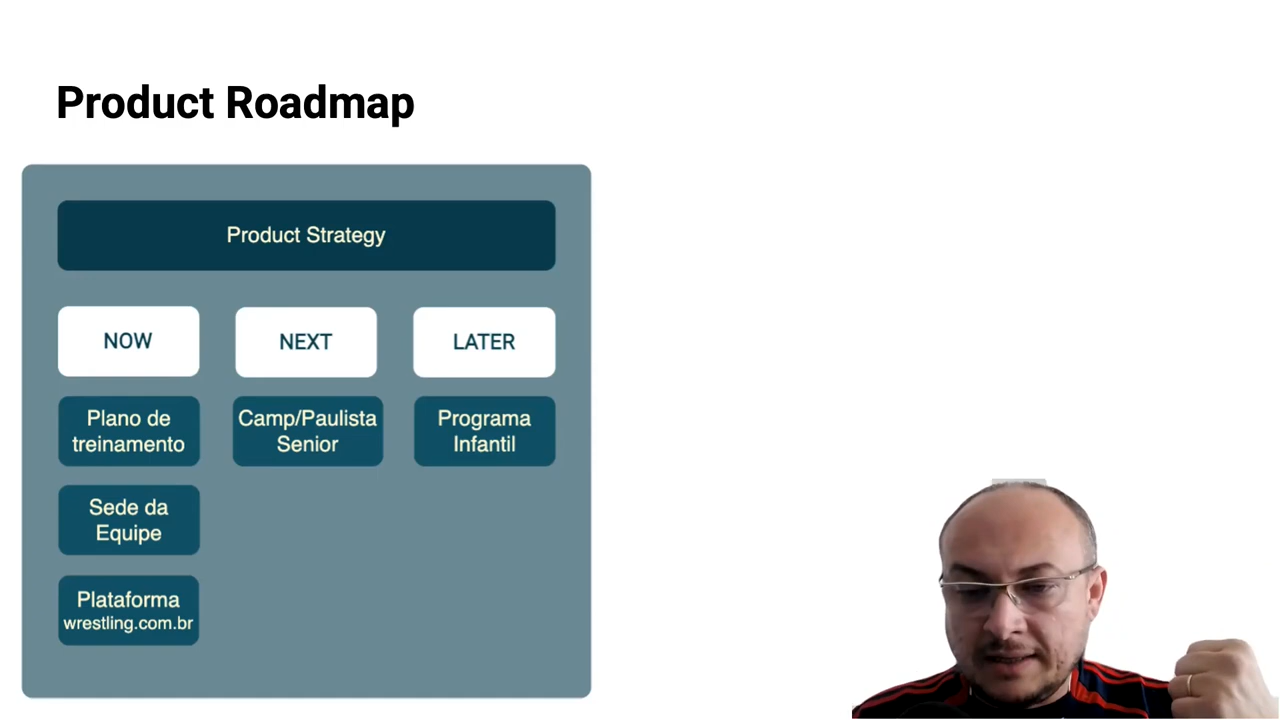 Product Roadmap
Product Strategy
NOW
NEXT
LATER
Plano de
treinamento
Camp/Paulista
Senior
Programa
Infantil
Sede da
Equipe
Plataforma
wrestling.com.br